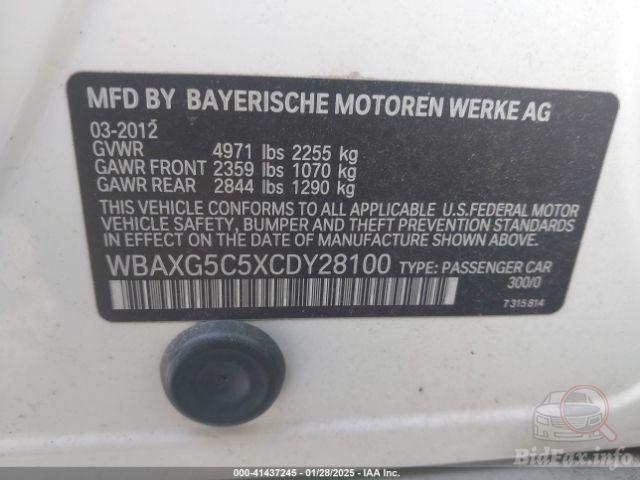 MFD BY BAYERISCHE MOTOREN WERKE AG
03-2012
GVWR 4971 lbs 2255 kg
GAWR FRONT 2359 lbs 1070 kg
GAWR REAR 2844 lbs 1290 kg
THIS VEHICLE CONFORMS TO ALL APPLICABLE U.S.FEDERAL MOTOR
VEHICLE SAFETY, BUMPER AND THEFT PREVENTION STANDARDS
IN EFFECT ON THE DATE OF MANUFACTURE SHOWN ABOVE.
WBAXG5C5XCDY28100 TYPE: PASSENGER CAR
300/0
7315814
BidFax.info
000-41437245 - 01/28/2025 - IAA Inc.